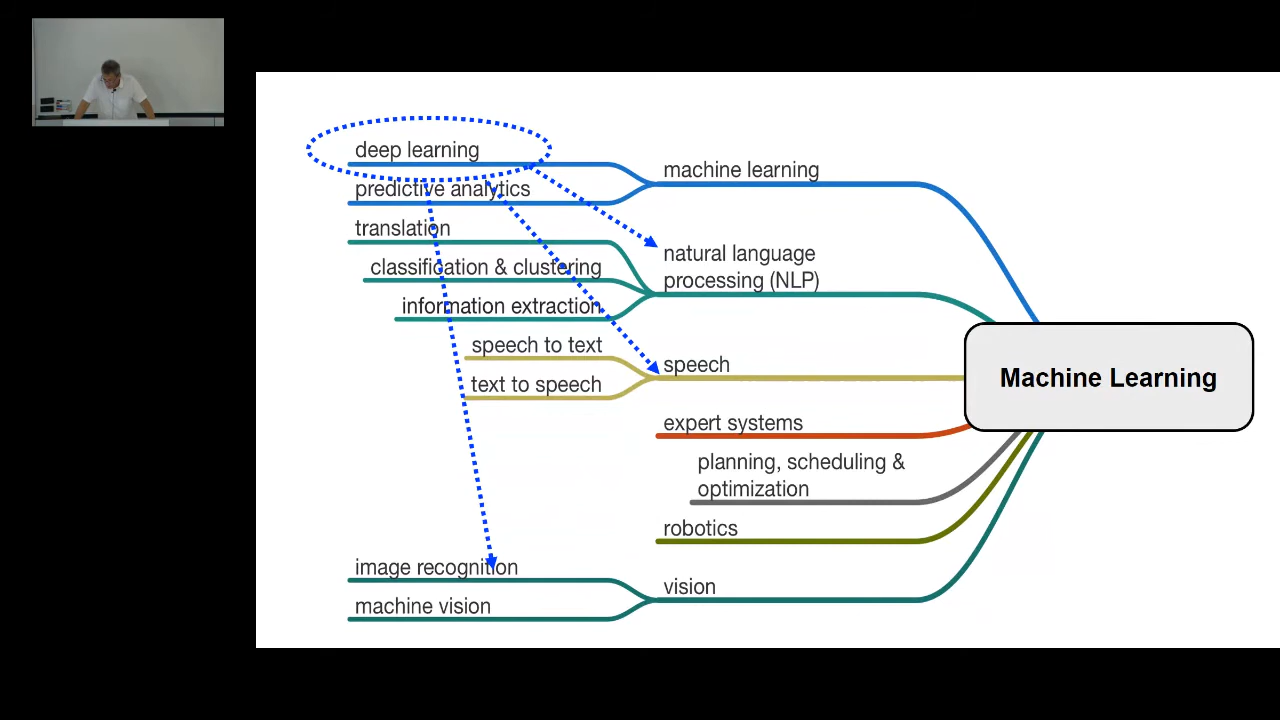 deep learning
predictive analytics
machine learning
translation
classification & clustering
information extraction
natural language
processing (NLP)
speech to text
text to speech
speech
expert systems
planning, scheduling &
optimization
robotics
image recognition
machine vision
vision
Machine Learning